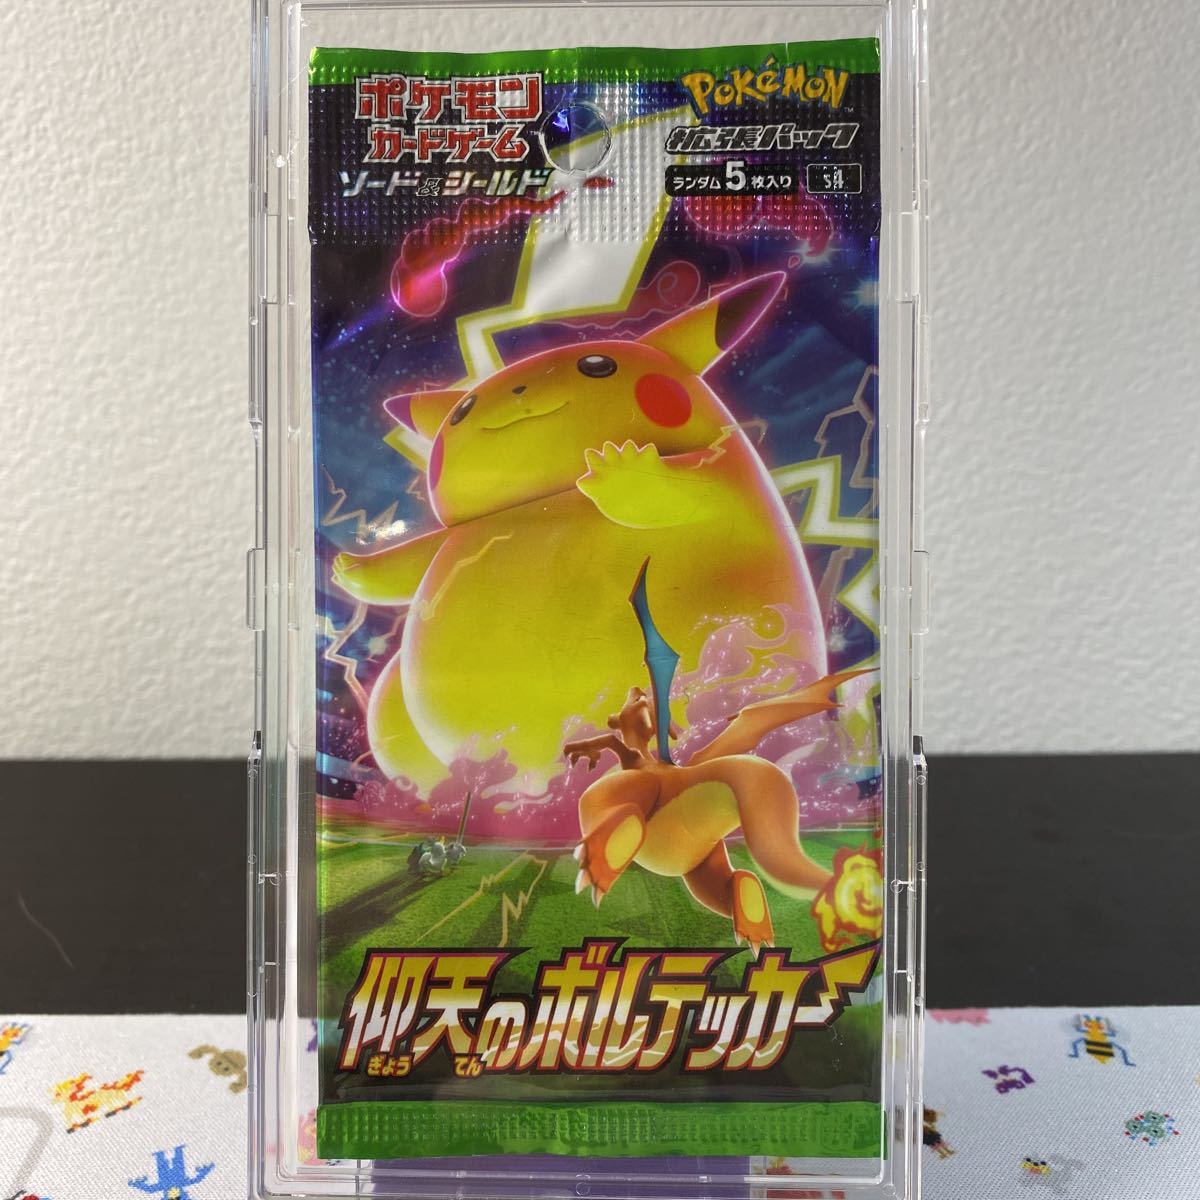 ポケモン
カードゲーム
ソード&シールド
POKéMON™
拡張パック
ランダム5枚入り S4
仰天のボルテッカー
ぎょう てん